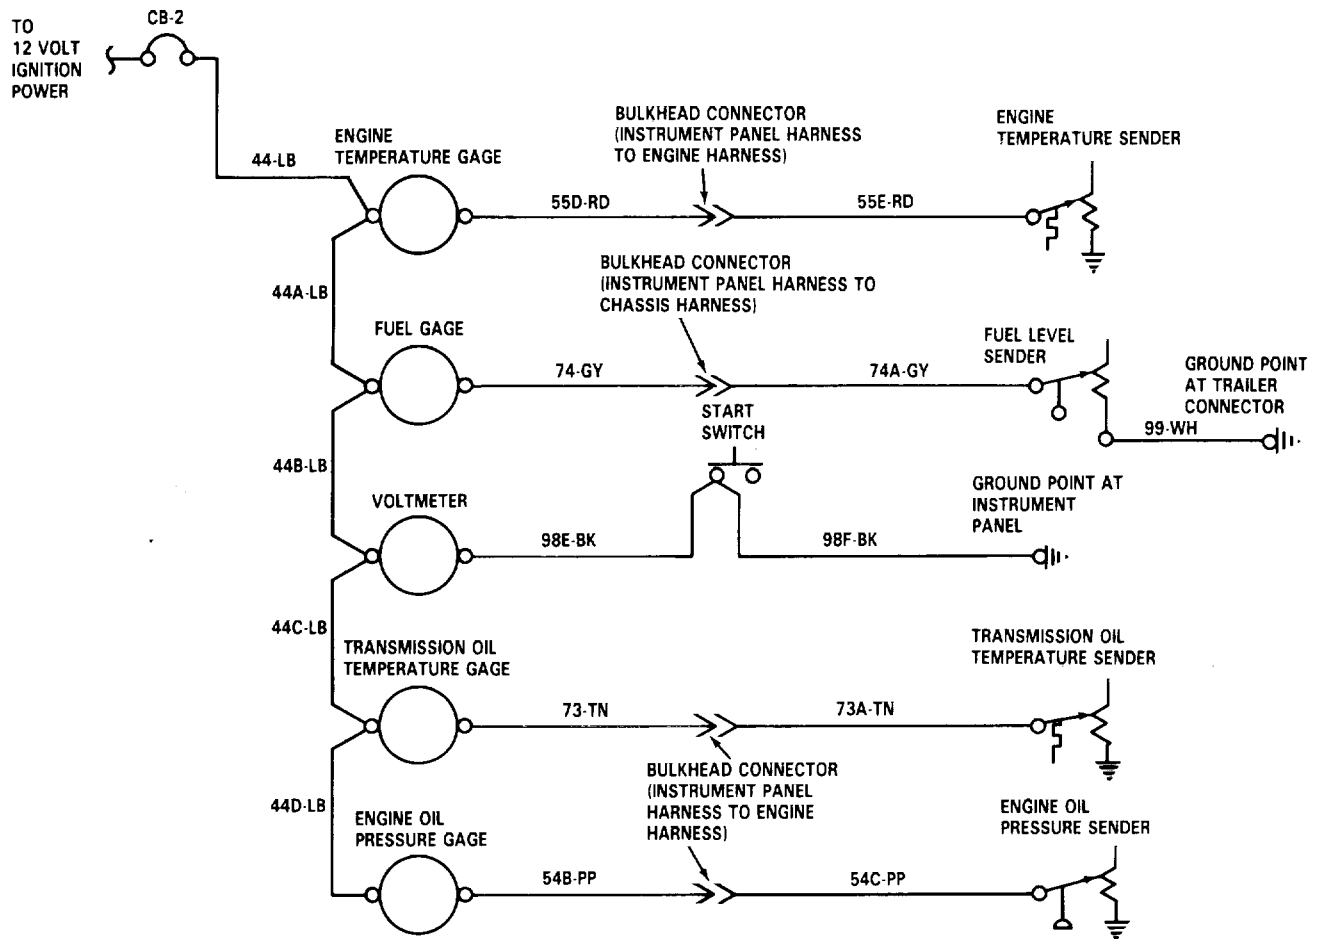 TO
12 VOLT
IGNITION
POWER
CB-2
44-LB
ENGINE
TEMPERATURE GAGE
55D-RD
BULKHEAD CONNECTOR
(INSTRUMENT PANEL HARNESS
TO ENGINE HARNESS)
55E-RD
ENGINE
TEMPERATURE SENDER
44A-LB
FUEL GAGE
74-GY
BULKHEAD CONNECTOR
(INSTRUMENT PANEL HARNESS TO
CHASSIS HARNESS)
74A-GY
FUEL LEVEL
SENDER
GROUND POINT
AT TRAILER
CONNECTOR
99-WH
44B-LB
VOLTMETER
98E-BK
START
SWITCH
98F-BK
GROUND POINT AT
INSTRUMENT
PANEL
44C-LB
TRANSMISSION OIL
TEMPERATURE GAGE
73-TN
73A-TN
TRANSMISSION OIL
TEMPERATURE SENDER
BULKHEAD CONNECTOR
(INSTRUMENT PANEL
HARNESS TO ENGINE
HARNESS)
44D-LB
ENGINE OIL
PRESSURE GAGE
54B-PP
54C-PP
ENGINE OIL
PRESSURE SENDER